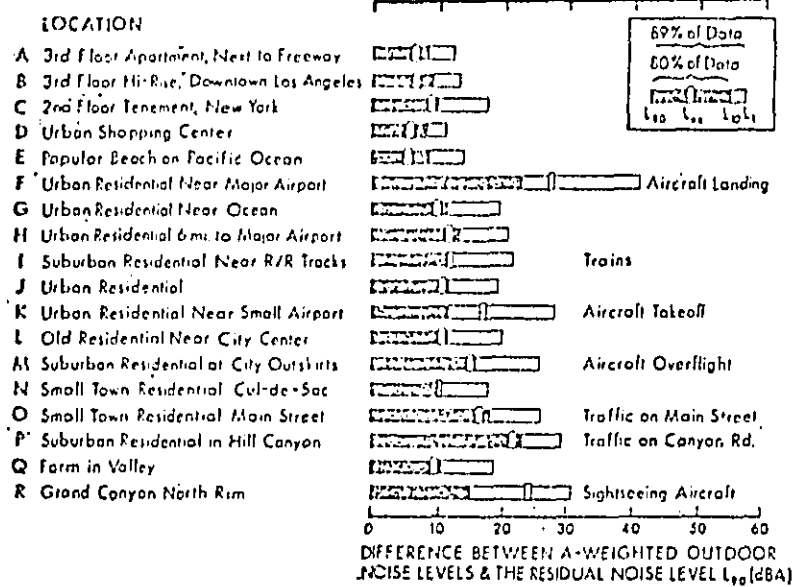 LOCATION
89% of Data
80% of Data
A 3rd Floor Apartment, Next to Freeway
B 3rd Floor Hi-Rise, Downtown Los Angeles
C 2nd Floor Tenement, New York
D Urban Shopping Center
E Popular Beach on Pacific Ocean
F Urban Residential Near Major Airport Aircraft Landing
G Urban Residential Near Ocean
H Urban Residential 6 mi. to Major Airport
I Suburban Residential Near R/R Tracks Trains
J Urban Residential
K Urban Residential Near Small Airport Aircraft Takeoff
L Old Residential Near City Center
M Suburban Residential at City Outskirts Aircraft Overflight
N Small Town Residential Cul-de-Sac
O Small Town Residential Main Street Traffic on Main Street
P Suburban Residential in Hill Canyon Traffic on Canyon Rd.
Q Farm in Valley
R Grand Canyon North Rim Sightseeing Aircraft
0 10 20 30 40 50 60
DIFFERENCE BETWEEN A-WEIGHTED OUTDOOR
NOISE LEVELS & THE RESIDUAL NOISE LEVEL L90 (dBA)